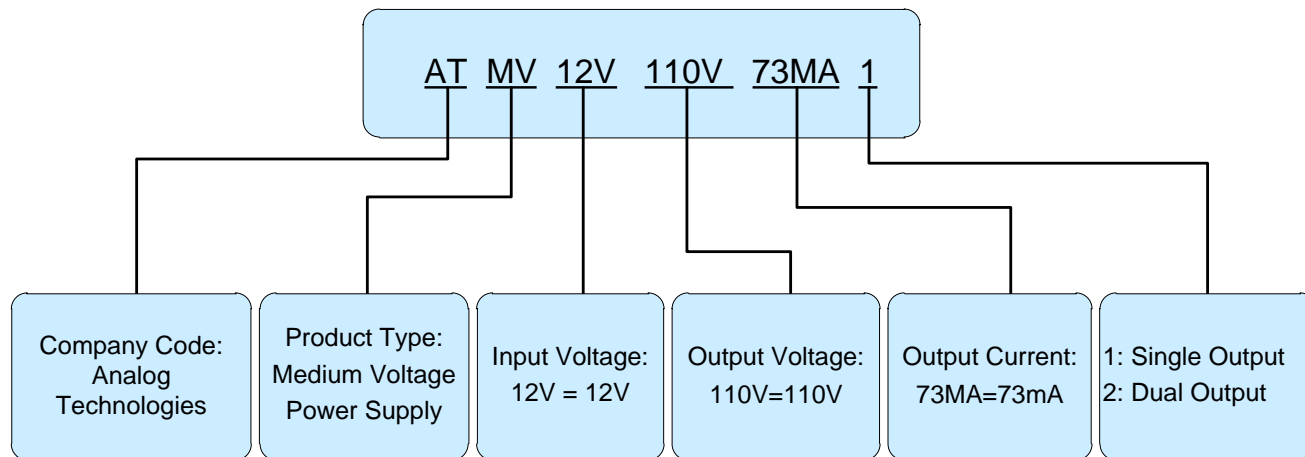 AT MV 12V 110V 73MA 1
Company Code:
Analog
Technologies
Product Type:
Medium Voltage
Power Supply
Input Voltage:
12V = 12V
Output Voltage:
110V=110V
Output Current:
73MA=73mA
1: Single Output
2: Dual Output